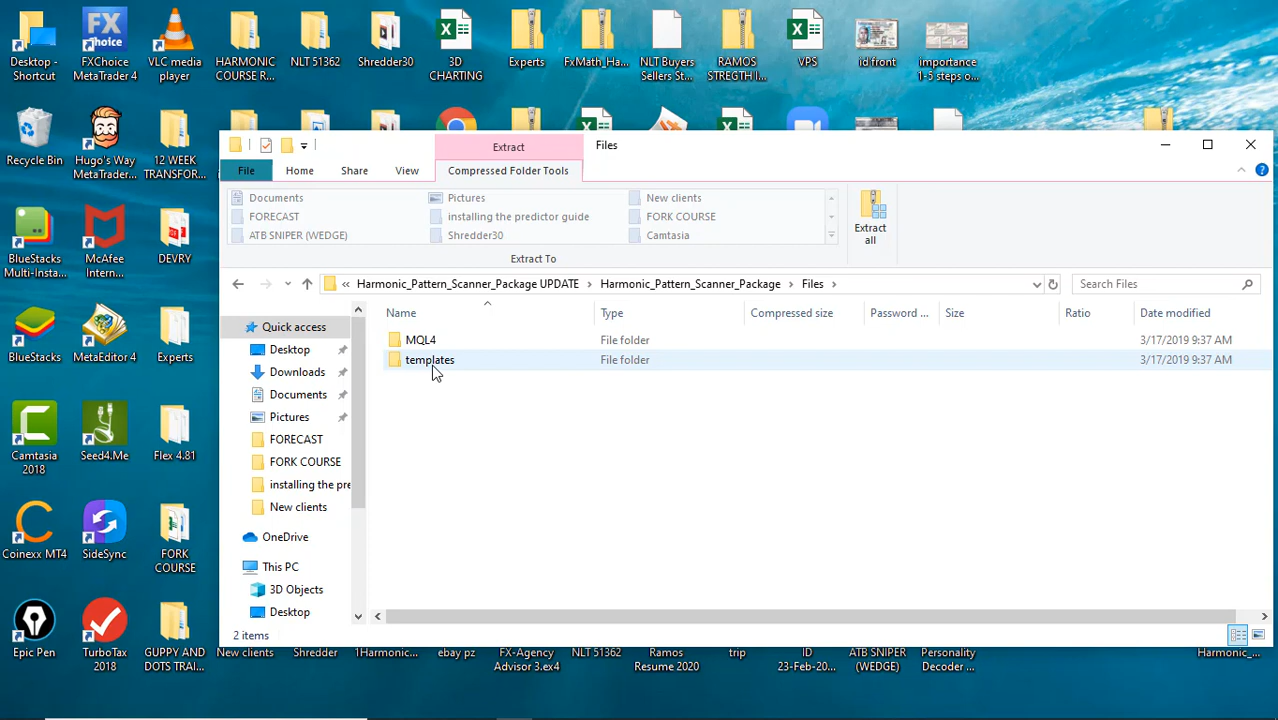 Desktop - Shortcut
FXChoice MetaTrader 4
VLC media player
HARMONIC COURSE R...
NLT 51362
Shredder30
3D CHARTING
Experts
FxMath_Ha...
NLT Buyers Sellers St...
RAMOS STREGTH I...
VPS
id front
importance 1-5 steps o...
Recycle Bin
Hugo's Way MetaTrader...
12 WEEK TRANSFOR...
Extract
Files
File
Home
Share
View
Compressed Folder Tools
Documents
Pictures
New clients
FORECAST
installing the predictor guide
FORK COURSE
ATB SNIPER (WEDGE)
Shredder30
Camtasia
Extract all
Extract To
« Harmonic_Pattern_Scanner_Package UPDATE > Harmonic_Pattern_Scanner_Package > Files >
Search Files
Name
Type
Compressed size
Password ...
Size
Ratio
Date modified
MQL4
File folder
3/17/2019 9:37 AM
templates
File folder
3/17/2019 9:37 AM
Quick access
Desktop
Downloads
Documents
Pictures
FORECAST
FORK COURSE
installing the pre
New clients
OneDrive
This PC
3D Objects
Desktop
2 items
BlueStacks Multi-Insta...
McAfee Intern...
DEVRY
BlueStacks
MetaEditor 4
Experts
Camtasia 2018
Seed4.Me
Flex 4.81
Coinexx MT4
SideSync
FORK COURSE
Epic Pen
TurboTax 2018
GUPPY AND DOTS TRAI...
New clients
Shredder
1Harmonic...
ebay pz
FX-Agency Advisor 3.ex4
NLT 51362
Ramos Resume 2020
trip
ID 23-Feb-20...
ATB SNIPER (WEDGE)
Personality Decoder ...
Harmonic_...